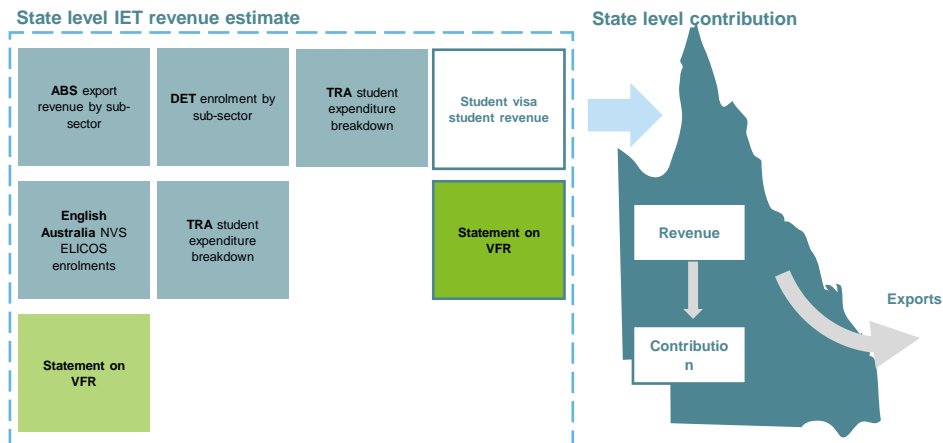 State level IET revenue estimate
State level contribution
ABS export
revenue by sub-
sector
DET enrolment by
sub-sector
TRA student
expenditure
breakdown
Student visa
student revenue
English
Australia NVS
ELICOS
enrolments
TRA student
expenditure
breakdown
Statement on
VFR
Statement on
VFR
Revenue
Contributio
n
Exports